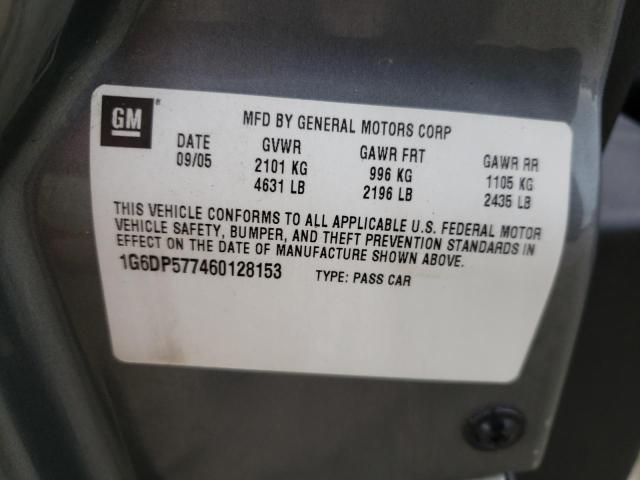 GM®
MFD BY GENERAL MOTORS CORP
DATE GVWR GAWR FRT GAWR RR
09/05 2101 KG 996 KG 1105 KG
4631 LB 2196 LB 2435 LB
THIS VEHICLE CONFORMS TO ALL APPLICABLE U.S. FEDERAL MOTOR
VEHICLE SAFETY, BUMPER, AND THEFT PREVENTION STANDARDS IN
EFFECT ON THE DATE OF MANUFACTURE SHOWN ABOVE.
1G6DP577460128153 TYPE: PASS CAR